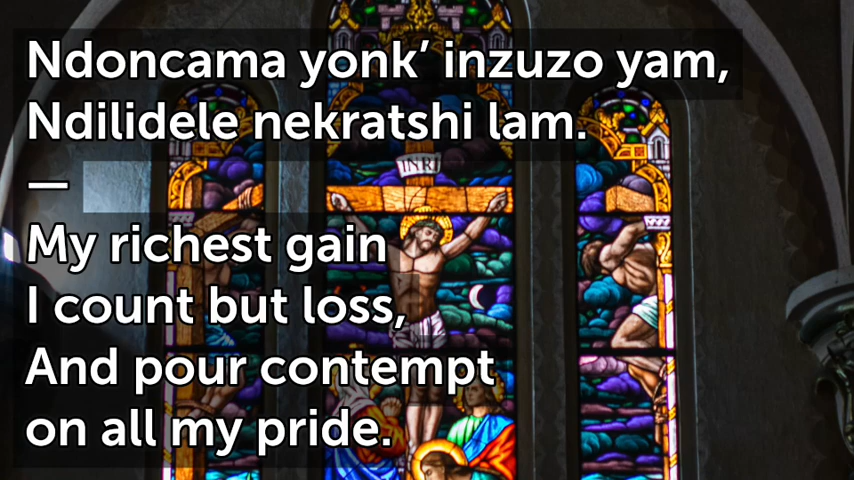 Ndoncama yonk’ inzuzo yam,
Ndilidele nekratshi lam.
—
My richest gain
I count but loss,
And pour contempt
on all my pride.
INRI